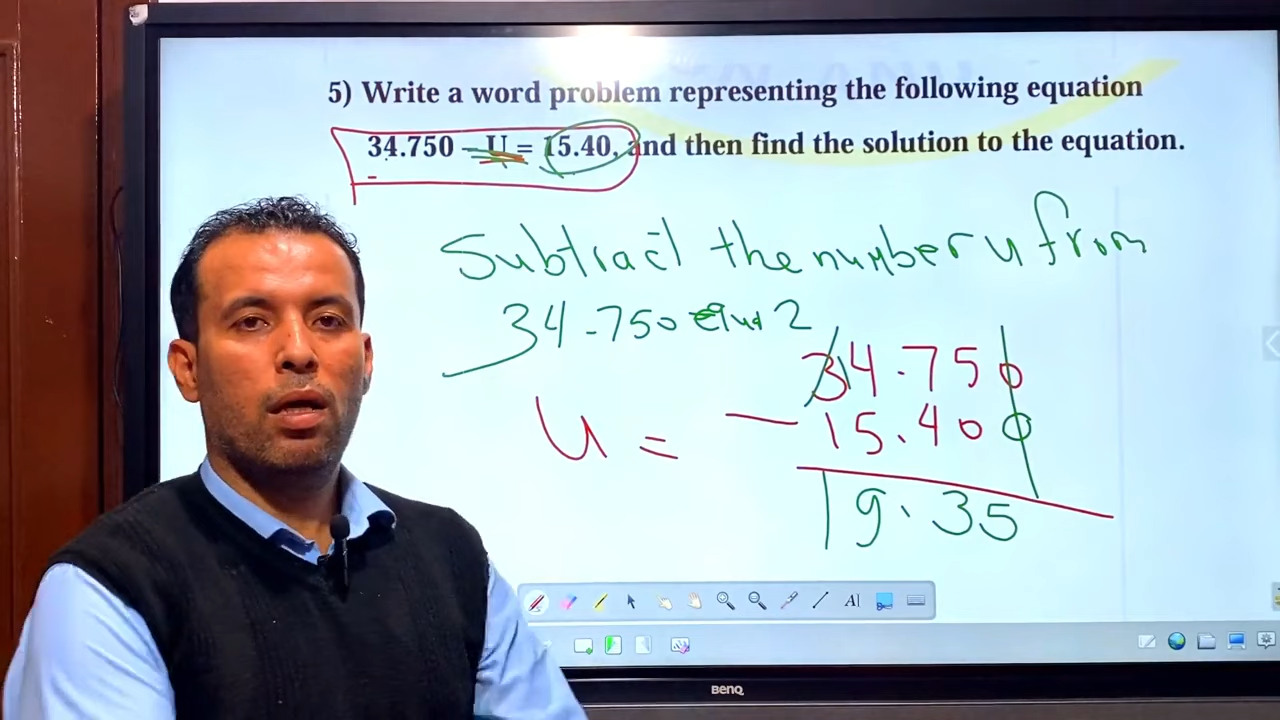 5) Write a word problem representing the following equation
34.750 – U = 15.40, and then find the solution to the equation.
Subtract the number u from
34.750
U =
34.750
– 15.400
19.35
A
BenQ